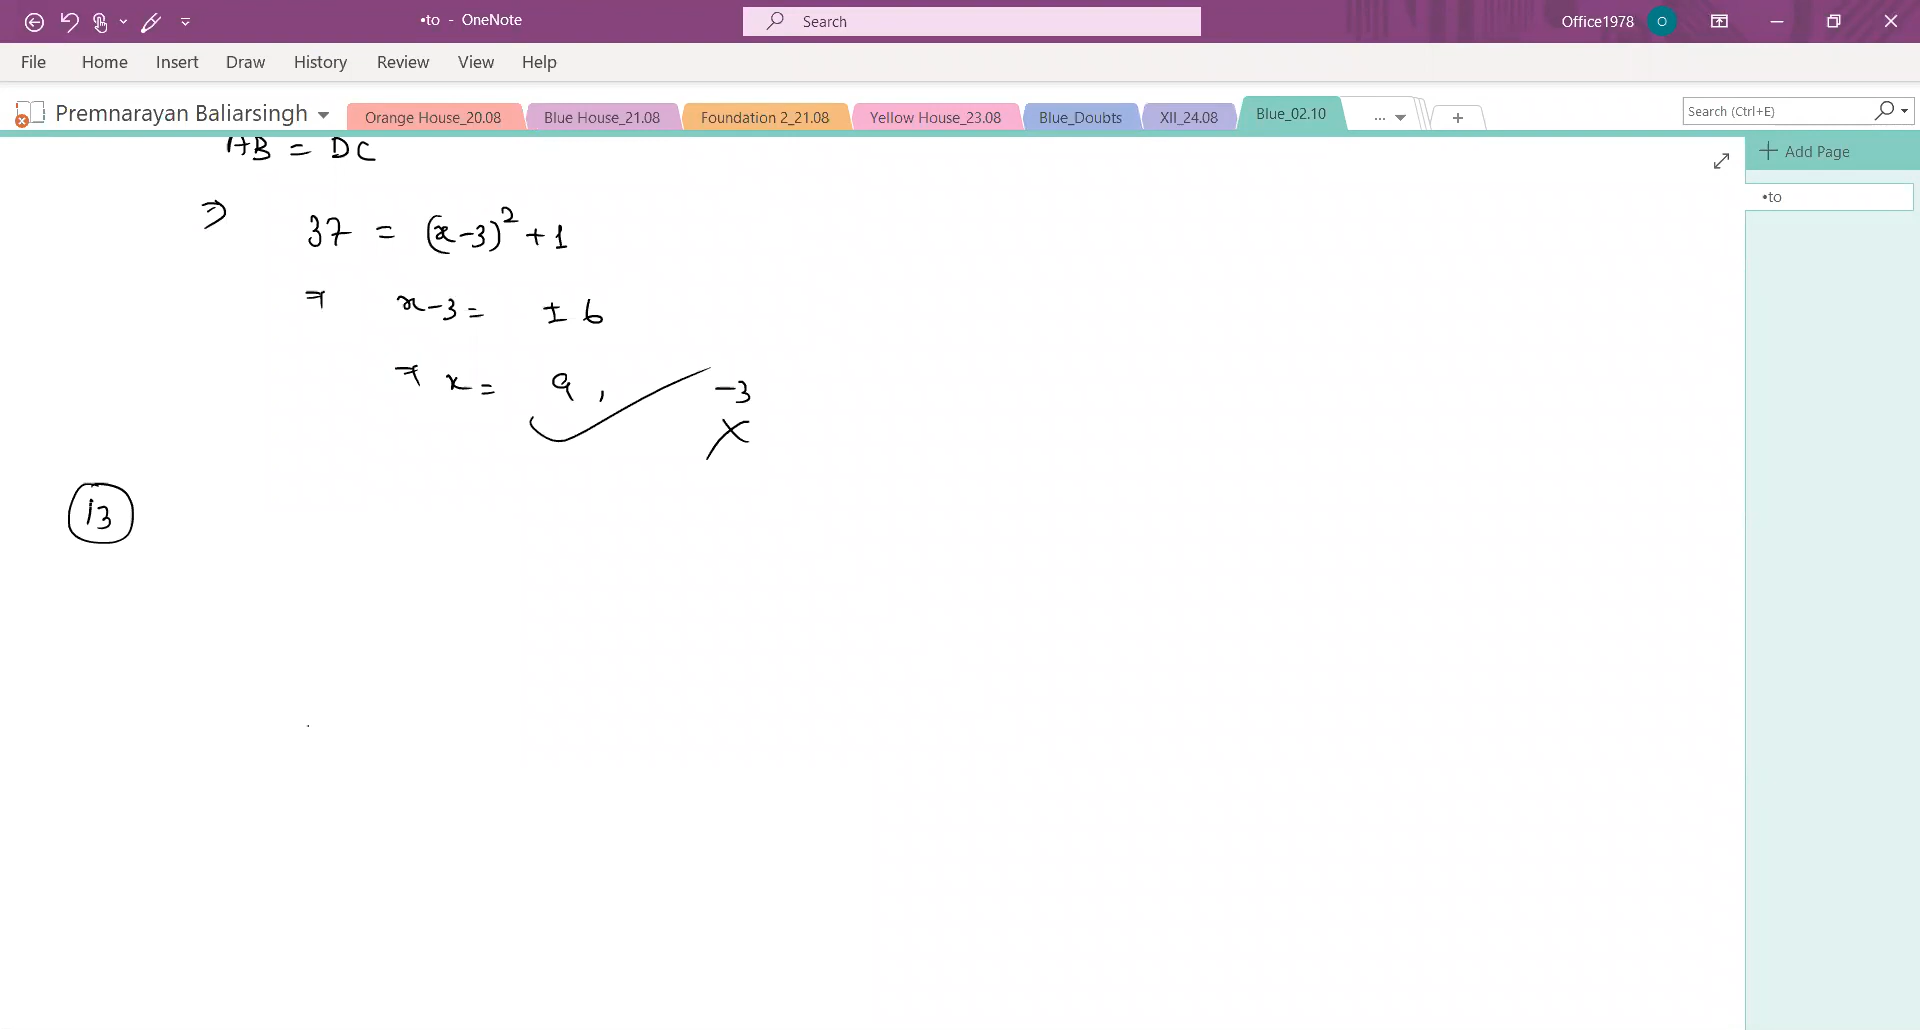 •to - OneNote
Search
Office1978
O
File Home Insert Draw History Review View Help
Premnarayan Baliarsingh
Orange House_20.08
Blue House_21.08
Foundation 2_21.08
Yellow House_23.08
Blue_Doubts
XII_24.08
Blue_02.10
...
+
Search (Ctrl+E)
+ Add Page
•to
AB = DC
⇒ 37 = (x-3)² + 1
⇒ x-3 = ± 6
⇒ x = 9, -3
13